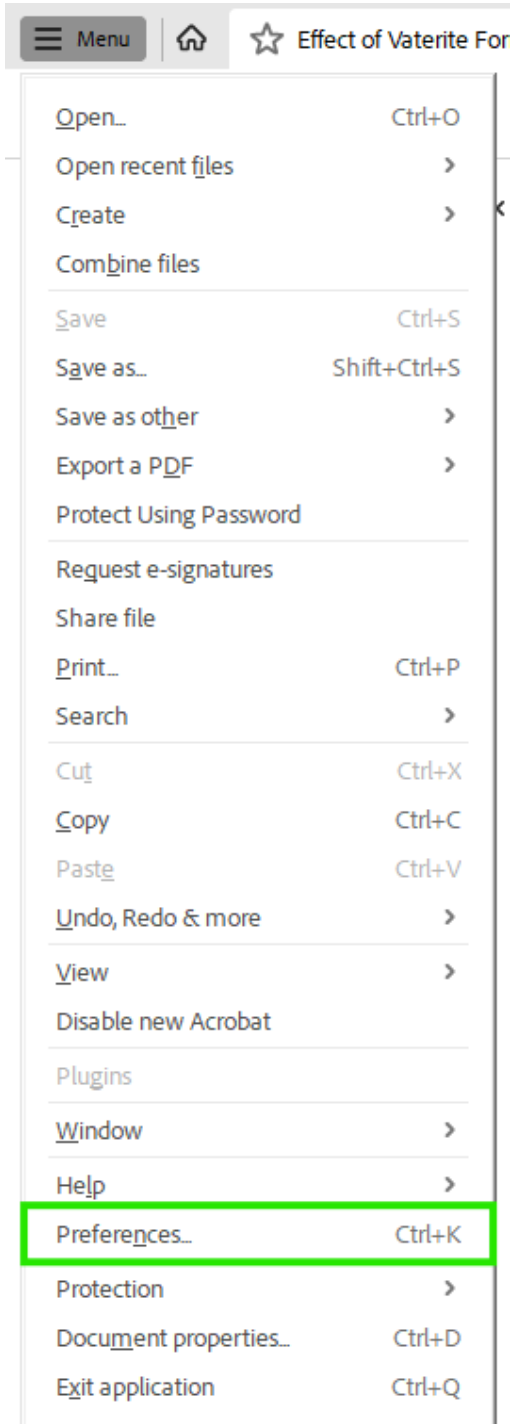 Menu Effect of Vaterite For
Open... Ctrl+O
Open recent files
Create
Combine files
Save Ctrl+S
Save as... Shift+Ctrl+S
Save as other
Export a PDF
Protect Using Password
Request e-signatures
Share file
Print... Ctrl+P
Search
Cut Ctrl+X
Copy Ctrl+C
Paste Ctrl+V
Undo, Redo & more
View
Disable new Acrobat
Plugins
Window
Help
Preferences... Ctrl+K
Protection
Document properties... Ctrl+D
Exit application Ctrl+Q